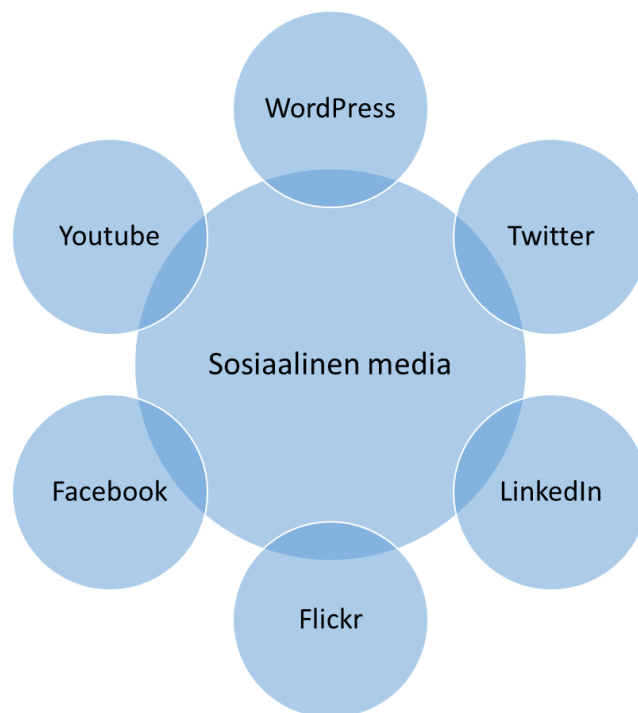 WordPress
Youtube
Twitter
Sosiaalinen media
Facebook
LinkedIn
Flickr